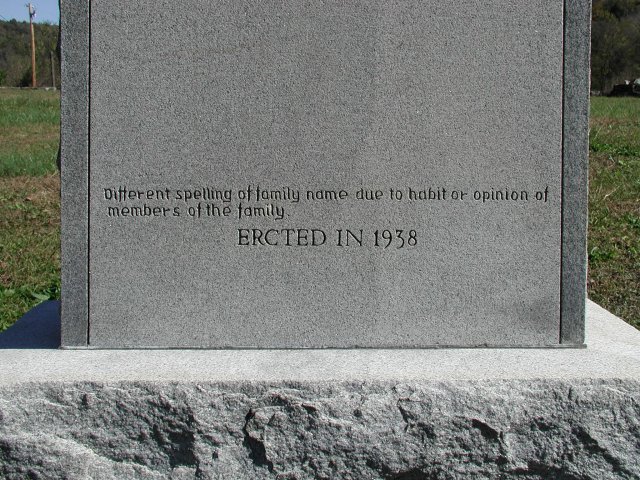 Different spelling of family name due to habit or opinion of
members of the family.
ERCTED IN 1938